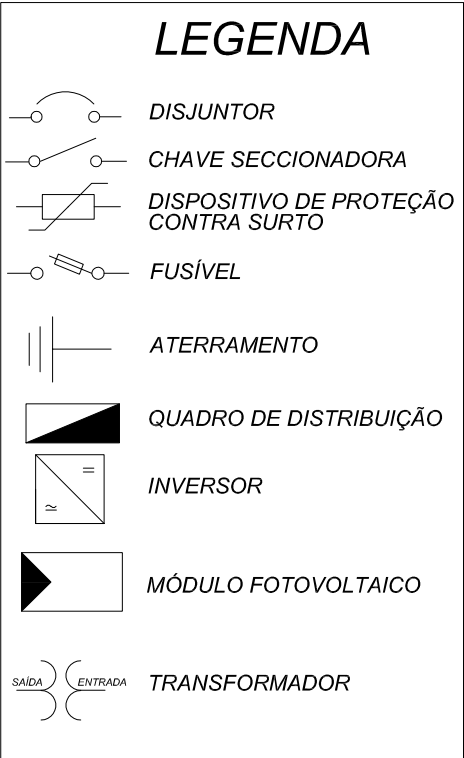 LEGENDA
DISJUNTOR
CHAVE SECCIONADORA
DISPOSITIVO DE PROTEÇÃO
CONTRA SURTO
FUSÍVEL
ATERRAMENTO
QUADRO DE DISTRIBUIÇÃO
INVERSOR
MÓDULO FOTOVOLTAICO
SAÍDA ENTRADA TRANSFORMADOR